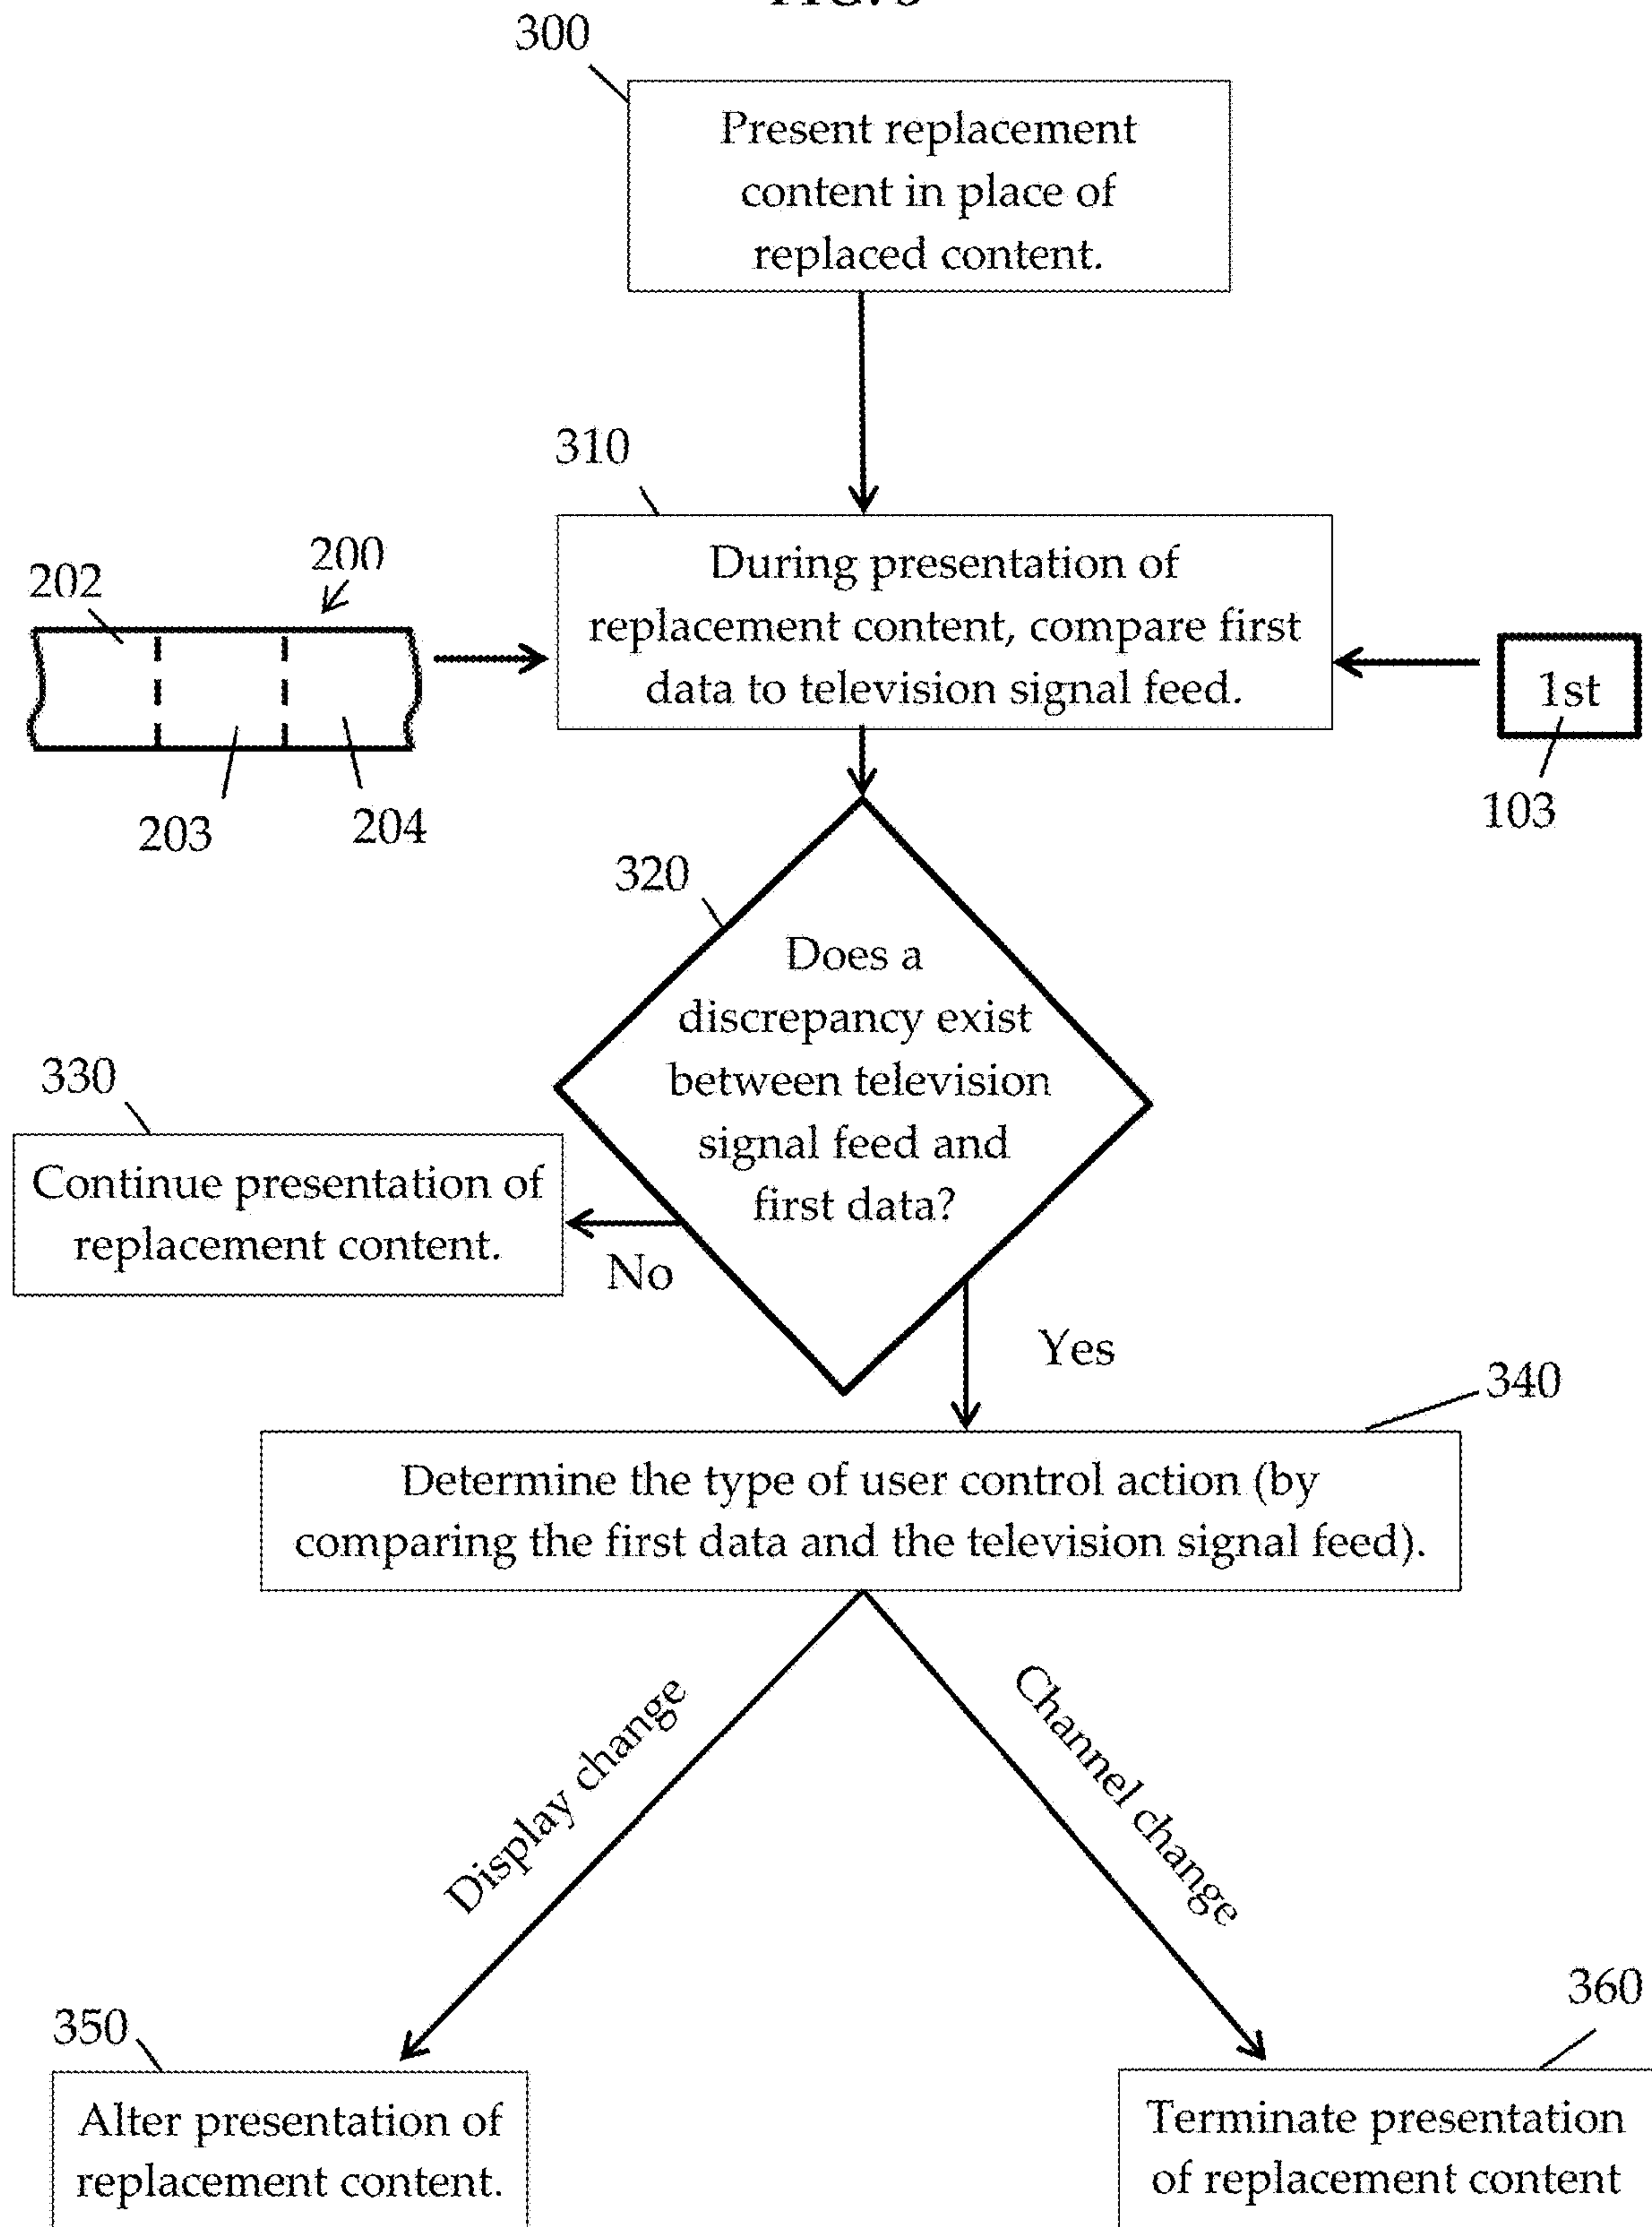 300
Present replacement
content in place of
replaced content.
310
During presentation of
replacement content, compare first
data to television signal feed.
202
200
203
204
1st
103
320
Does a
discrepancy exist
between television
signal feed and
first data?
330
Continue presentation of
replacement content.
No
Yes
340
Determine the type of user control action (by
comparing the first data and the television signal feed).
Display change
Channel change
350
Alter presentation of
replacement content.
360
Terminate presentation
of replacement content